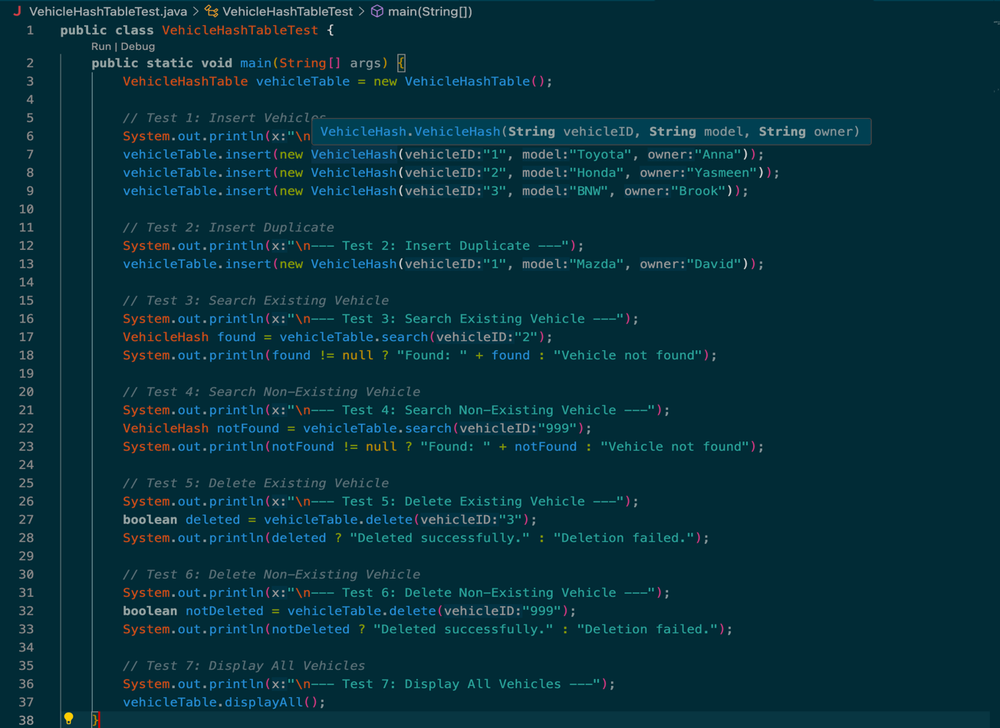 J VehicleHashTableTest.java > VehicleHashTableTest > main(String[])
1 public class VehicleHashTableTest {
Run | Debug
2 public static void main(String[] args) {
3 VehicleHashTable vehicleTable = new VehicleHashTable();
4
5 // Test 1: Insert Vehicles
VehicleHash.VehicleHash(String vehicleID, String model, String owner)
6 System.out.println(x:"\n
7 vehicleTable.insert(new VehicleHash(vehicleID:"1", model:"Toyota", owner:"Anna"));
8 vehicleTable.insert(new VehicleHash(vehicleID:"2", model:"Honda", owner:"Yasmeen"));
9 vehicleTable.insert(new VehicleHash(vehicleID:"3", model:"BNW", owner:"Brook"));
10
11 // Test 2: Insert Duplicate
12 System.out.println(x:"\n--- Test 2: Insert Duplicate ---");
13 vehicleTable.insert(new VehicleHash(vehicleID:"1", model:"Mazda", owner:"David"));
14
15 // Test 3: Search Existing Vehicle
16 System.out.println(x:"\n--- Test 3: Search Existing Vehicle ---");
17 VehicleHash found = vehicleTable.search(vehicleID:"2");
18 System.out.println(found != null ? "Found: " + found : "Vehicle not found");
19
20 // Test 4: Search Non-Existing Vehicle
21 System.out.println(x:"\n--- Test 4: Search Non-Existing Vehicle ---");
22 VehicleHash notFound = vehicleTable.search(vehicleID:"999");
23 System.out.println(notFound != null ? "Found: " + notFound : "Vehicle not found");
24
25 // Test 5: Delete Existing Vehicle
26 System.out.println(x:"\n--- Test 5: Delete Existing Vehicle ---");
27 boolean deleted = vehicleTable.delete(vehicleID:"3");
28 System.out.println(deleted ? "Deleted successfully." : "Deletion failed.");
29
30 // Test 6: Delete Non-Existing Vehicle
31 System.out.println(x:"\n--- Test 6: Delete Non-Existing Vehicle ---");
32 boolean notDeleted = vehicleTable.delete(vehicleID:"999");
33 System.out.println(notDeleted ? "Deleted successfully." : "Deletion failed.");
34
35 // Test 7: Display All Vehicles
36 System.out.println(x:"\n--- Test 7: Display All Vehicles ---");
37 vehicleTable.displayAll();
38 }